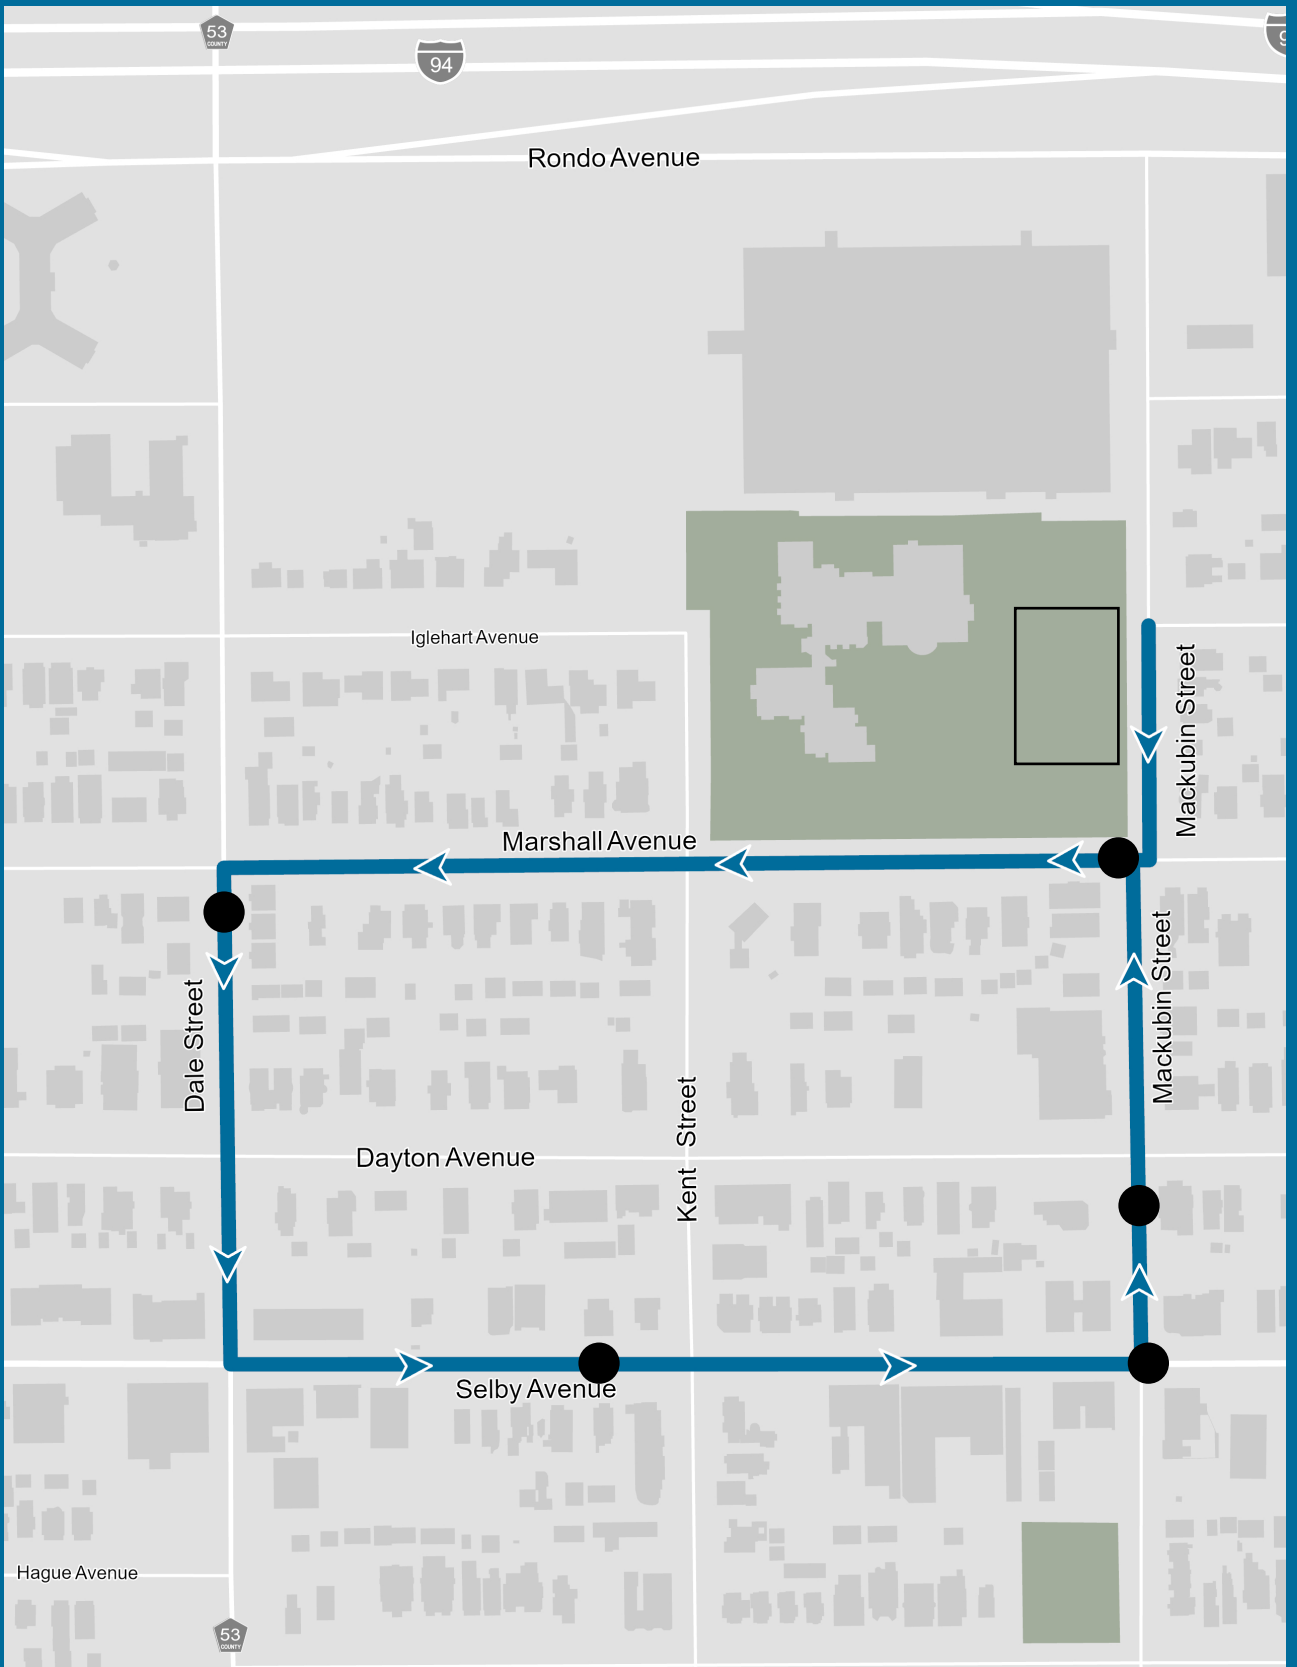 53
COUNTY
94
9
Rondo Avenue
Iglehart Avenue
Mackubin Street
Marshall Avenue
Mackubin Street
Dale Street
Kent Street
Dayton Avenue
Selby Avenue
Hague Avenue
53
COUNTY